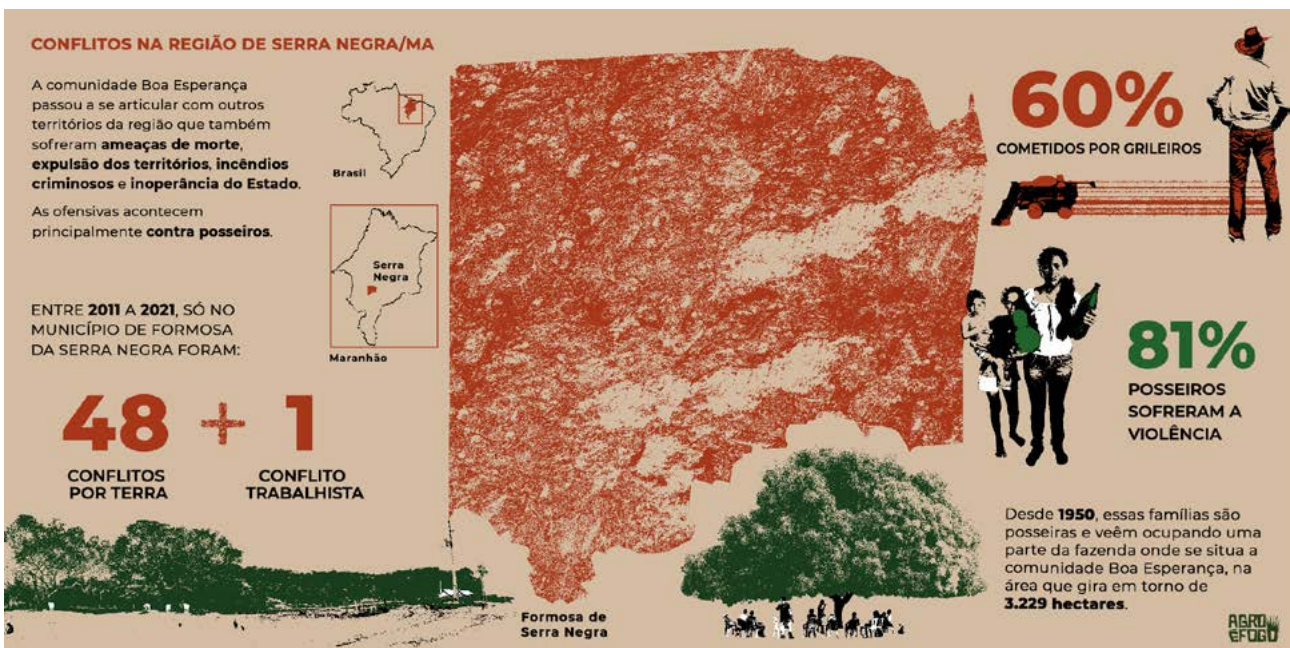 CONFLITOS NA REGIÃO DE SERRA NEGRA/MA
A comunidade Boa Esperança
passou a se articular com outros
territórios da região que também
sofreram ameaças de morte,
expulsão dos territórios, incêndios
criminosos e inoperância do Estado.
As ofensivas acontecem
principalmente contra posseiros.
Brasil
Serra
Negra
Maranhão
ENTRE 2011 A 2021, SÓ NO
MUNICÍPIO DE FORMOSA
DA SERRA NEGRA FORAM:
48 + 1
CONFLITOS
POR TERRA
CONFLITO
TRABALHISTA
Formosa de
Serra Negra
60%
COMETIDOS POR GRILEIROS
81%
POSSEIROS
SOFRERAM A
VIOLÊNCIA
Desde 1950, essas famílias são
posseiras e veêm ocupando uma
parte da fazenda onde se situa a
comunidade Boa Esperança, na
área que gira em torno de
3.229 hectares.
AGRO
É FOGO